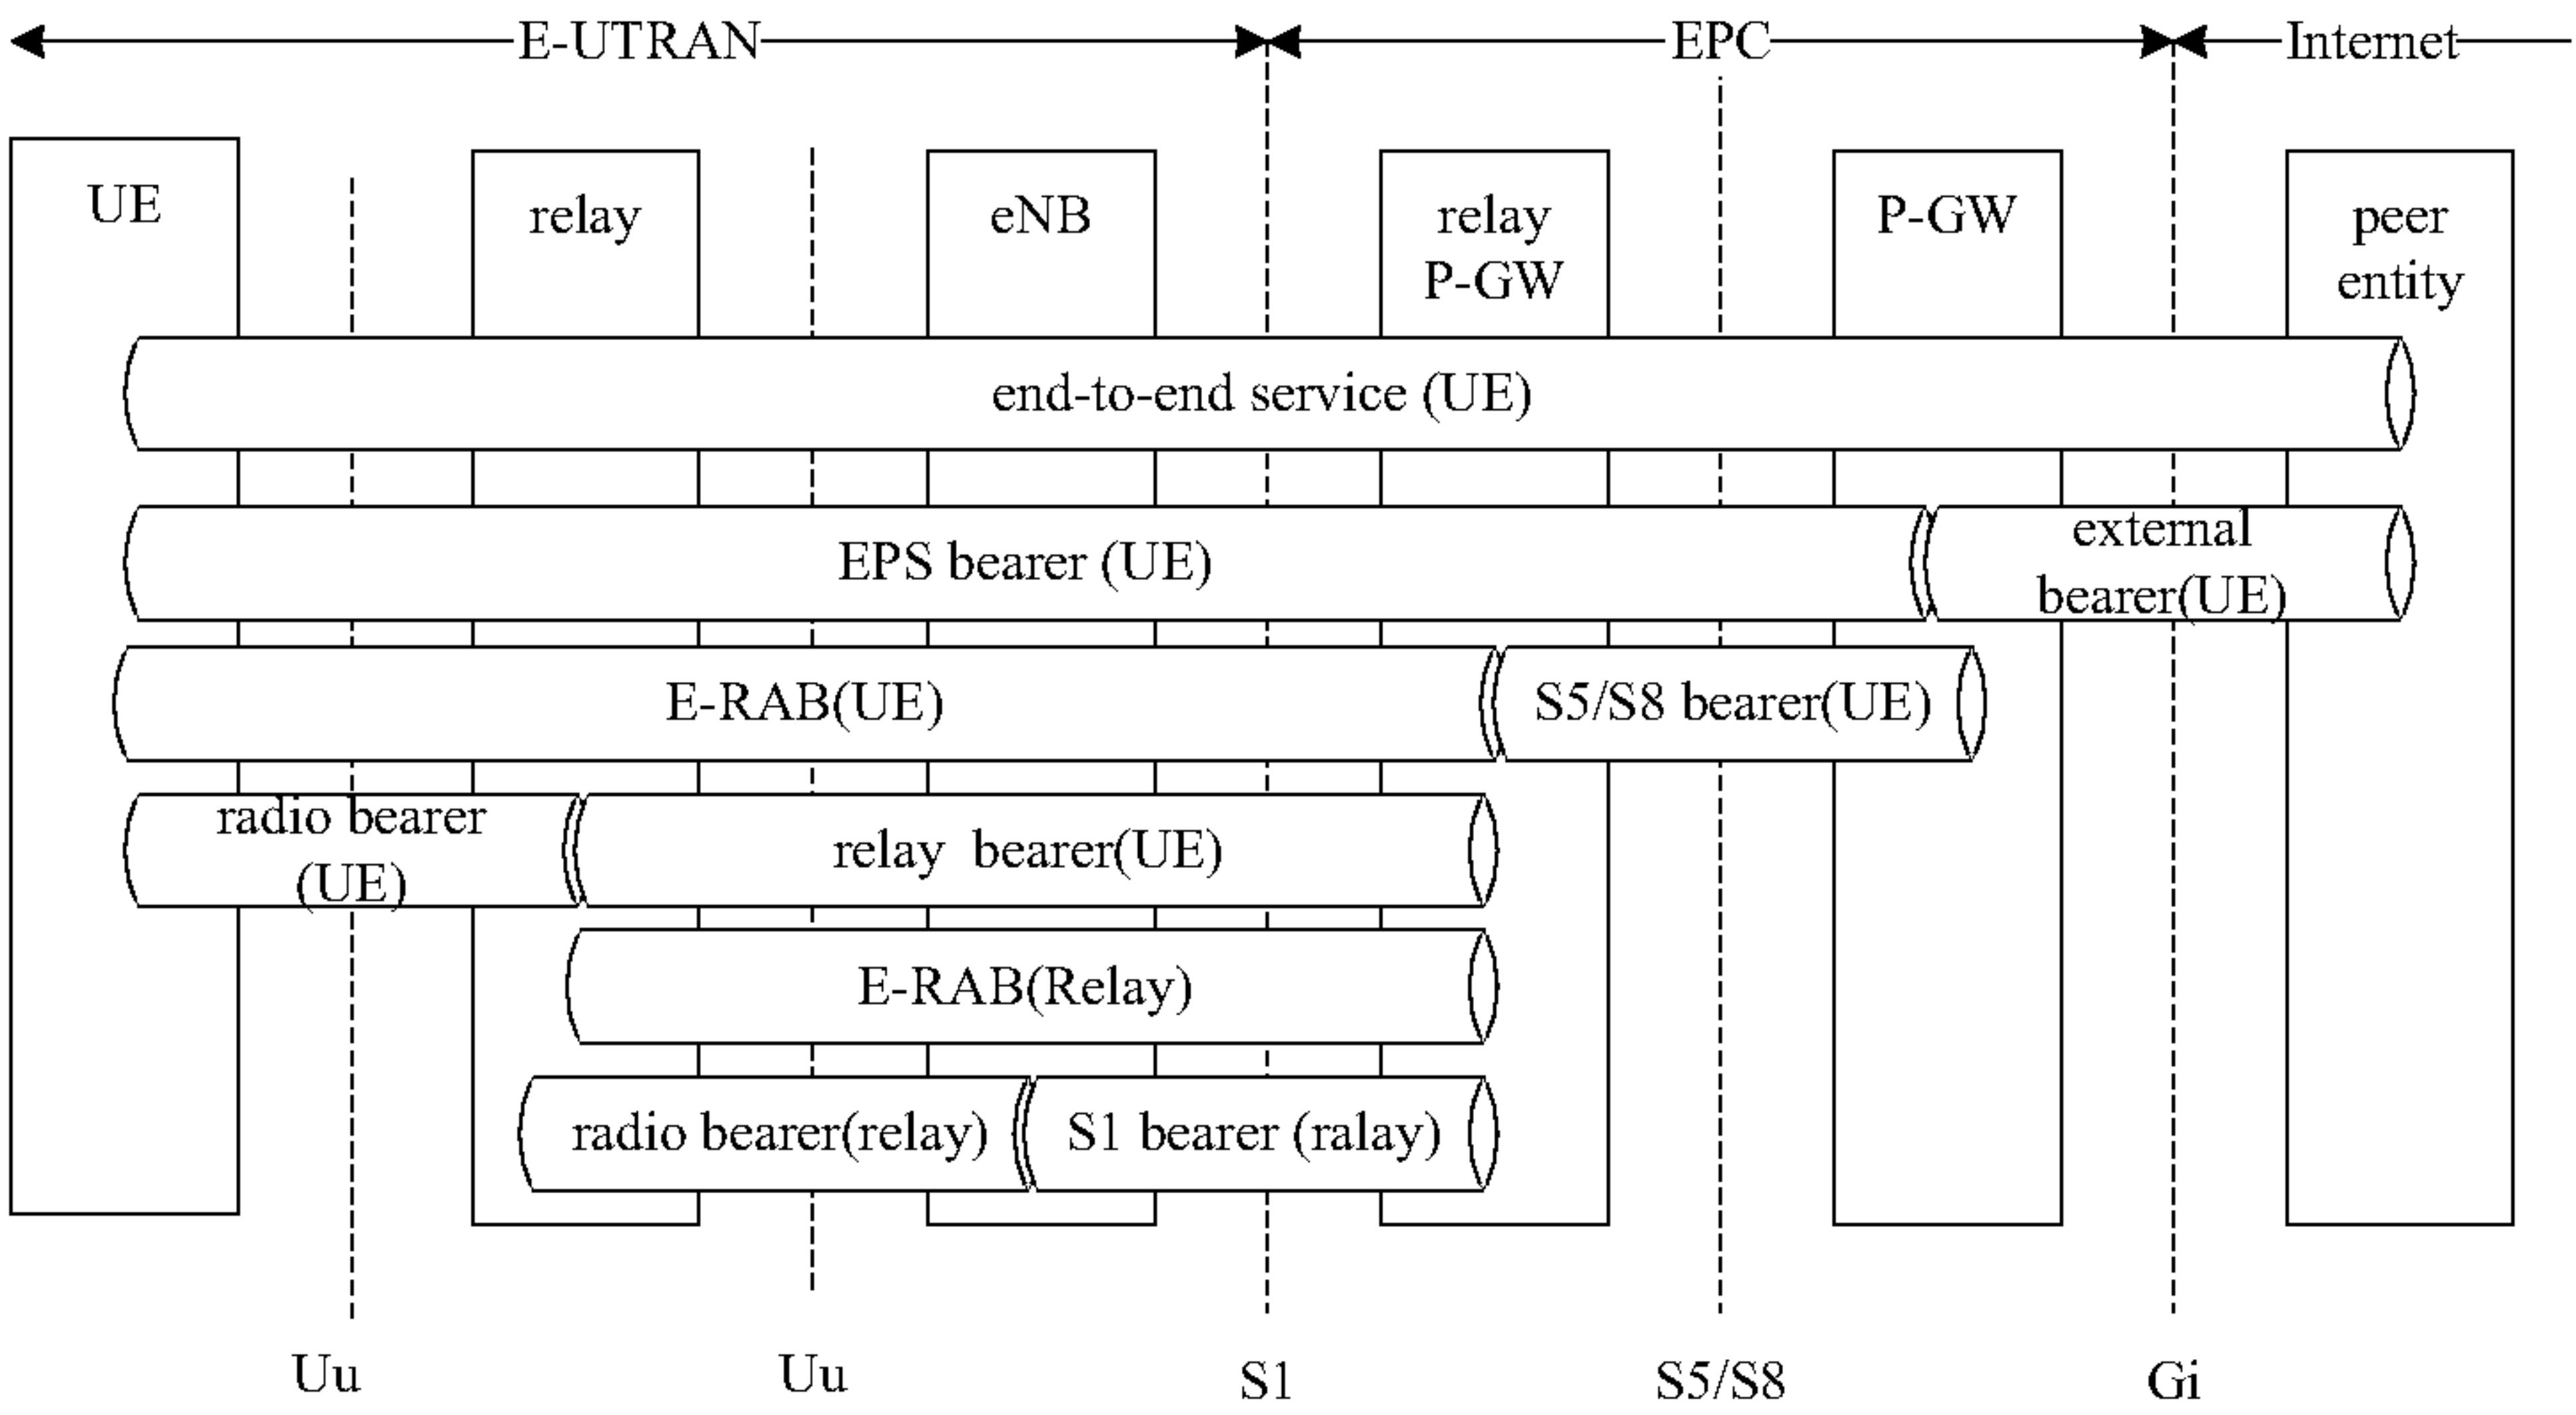 E-UTRAN
EPC
Internet
UE
relay
eNB
relay
P-GW
P-GW
peer
entity
end-to-end service (UE)
EPS bearer (UE)
external
bearer(UE)
E-RAB(UE)
S5/S8 bearer(UE)
radio bearer
(UE)
relay bearer(UE)
E-RAB(Relay)
radio bearer(relay)
S1 bearer (ralay)
Uu
Uu
S1
S5/S8
Gi